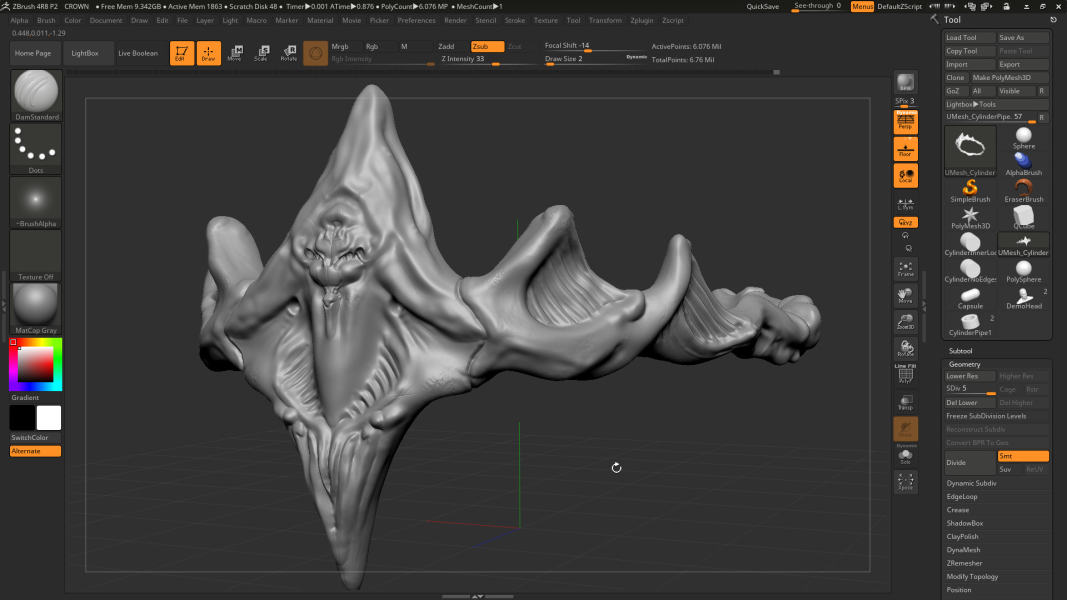 ZBrush 4R8 P2 CROWN ● Free Mem 9.342GB ● Active Mem 1863 ● Scratch Disk 48 ● Timer▶0.001 ATime▶0.876 ● PolyCount▶6.076 MP ● MeshCount▶1 QuickSave See-through 0 Menus DefaultZScript
Alpha Brush Color Document Draw Edit File Layer Light Macro Marker Material Movie Picker Preferences Render Stencil Stroke Texture Tool Transform Zplugin Zscript
0.448,0.011,-1.29
Home Page LightBox Live Boolean Edit Draw Move Scale Rotate
Mrgb Rgb M Zadd Zsub Zcut Focal Shift -14 ActivePoints: 6.076 Mil
Rgb Intensity Z Intensity 33 Draw Size 2 Dynamic TotalPoints: 6.76 Mil
DamStandard
Dots
~BrushAlpha
Texture Off
MatCap Gray
Gradient
SwitchColor
Alternate
BPR
SPix 3
Dynamic
Persp
Floor
Local
L.Sym
Frame
Move
Zoom3D
Rotate
Line Fill
PolyF
Transp
Dynamic
Solo
Xpose
Tool
Load Tool Save As
Copy Tool Paste Tool
Import Export
Clone Make PolyMesh3D
GoZ All Visible R
Lightbox▶Tools
UMesh_CylinderPipe. 57 R
UMesh_Cylinder Sphere
AlphaBrush
SimpleBrush EraserBrush
PolyMesh3D QCube
CylinderInnerLoc UMesh_Cylinder
CylinderNoEdges PolySphere
2
Capsule DemoHead
2
CylinderPipe1
Subtool
Geometry
Lower Res Higher Res
SDiv 5 Cage Rstr
Del Lower Del Higher
Freeze SubDivision Levels
Reconstruct Subdiv
Convert BPR To Geo
Divide Smt
Suv ReUV
Dynamic Subdiv
EdgeLoop
Crease
ShadowBox
ClayPolish
DynaMesh
ZRemesher
Modify Topology
Position